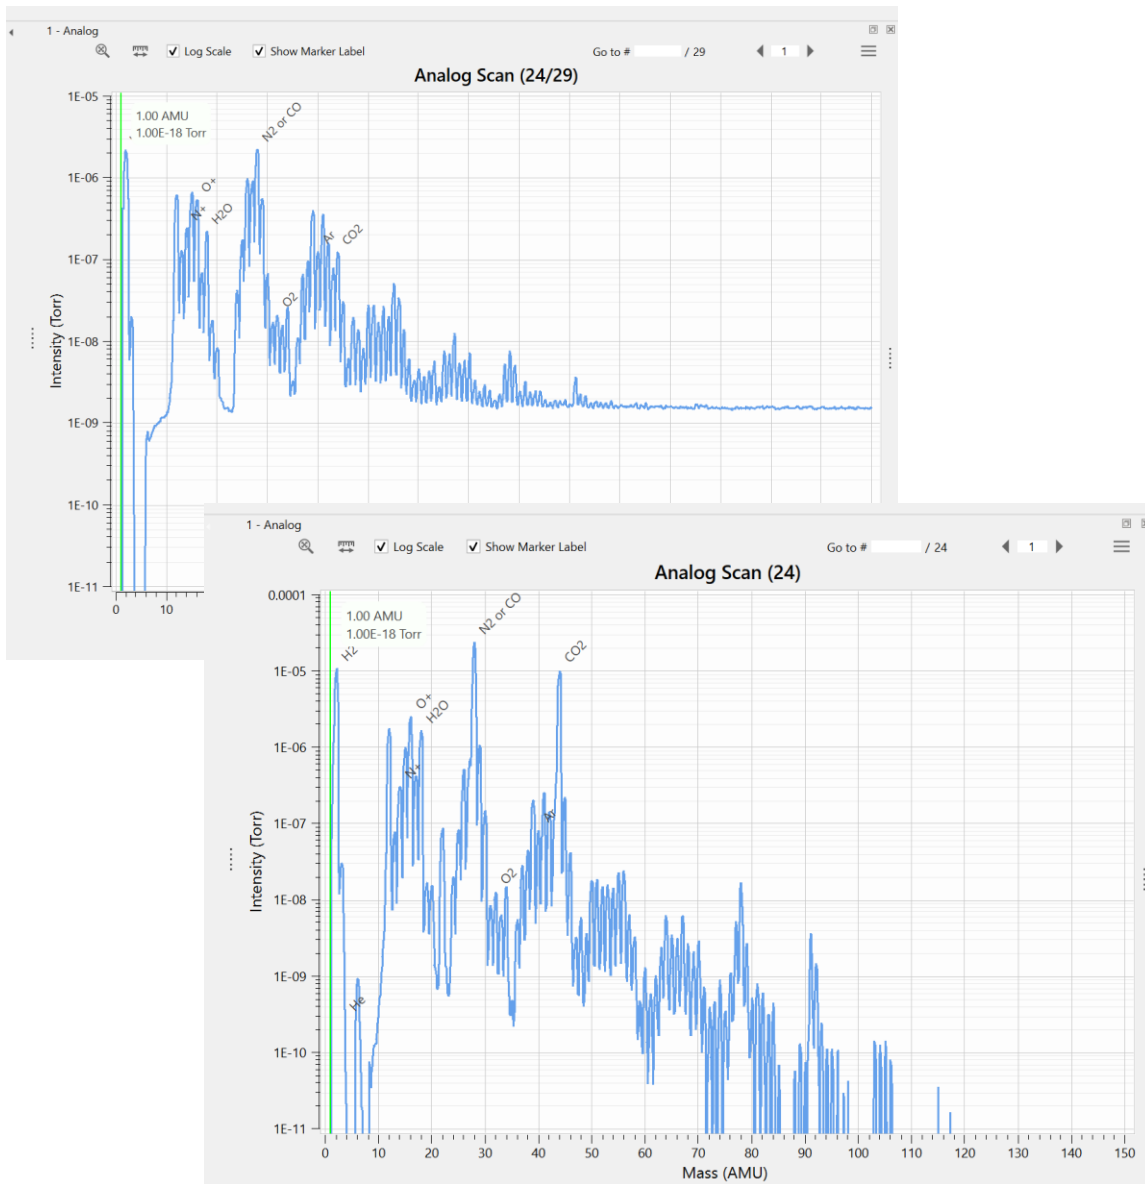 1 - Analog
Log Scale Show Marker Label Go to # / 29 1
Analog Scan (24/29)
1E-05
1E-06
1E-07
1E-08
1E-09
1E-10
1E-11
Intensity (Torr)
1.00 AMU
1.00E-18 Torr
N2 or CO
O+
N+
H2O
O2
Ar
CO2
0 10
1 - Analog
Log Scale Show Marker Label Go to # / 24 1
Analog Scan (24)
0.0001
1E-05
1E-06
1E-07
1E-08
1E-09
1E-10
1E-11
Intensity (Torr)
1.00 AMU
1.00E-18 Torr
H2
He
O+
H2O
N+
N2 or CO
O2
Ar
CO2
0 10 20 30 40 50 60 70 80 90 100 110 120 130 140 150
Mass (AMU)